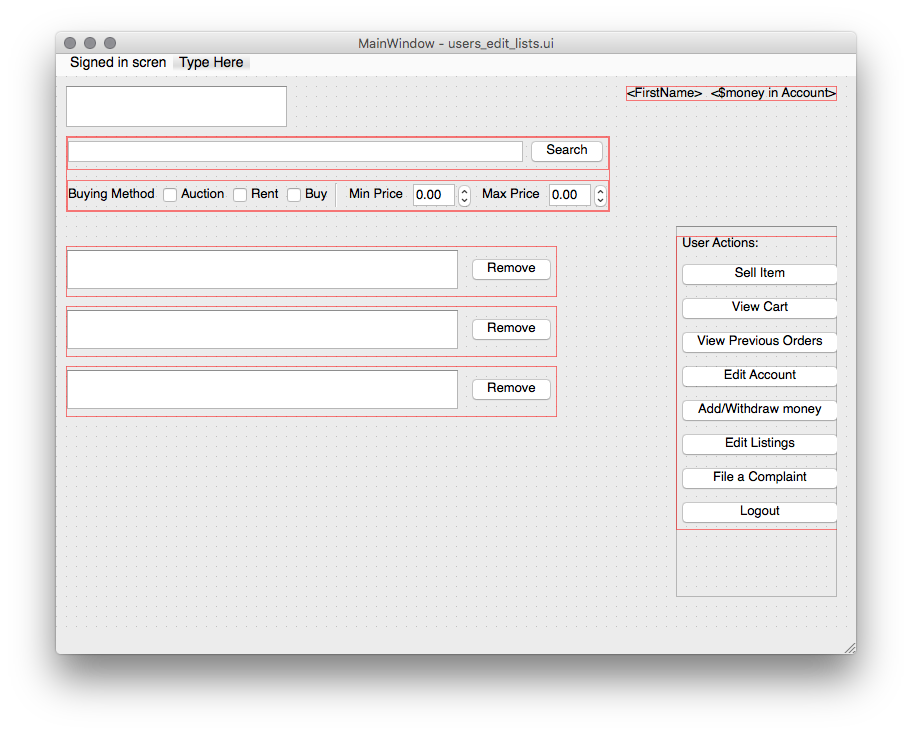 MainWindow - users_edit_lists.ui
Signed in scren Type Here
<FirstName> <$money in Account>
Search
Buying Method Auction Rent Buy Min Price 0.00 Max Price 0.00
User Actions:
Remove
Sell Item
View Cart
Remove
View Previous Orders
Edit Account
Remove
Add/Withdraw money
Edit Listings
File a Complaint
Logout